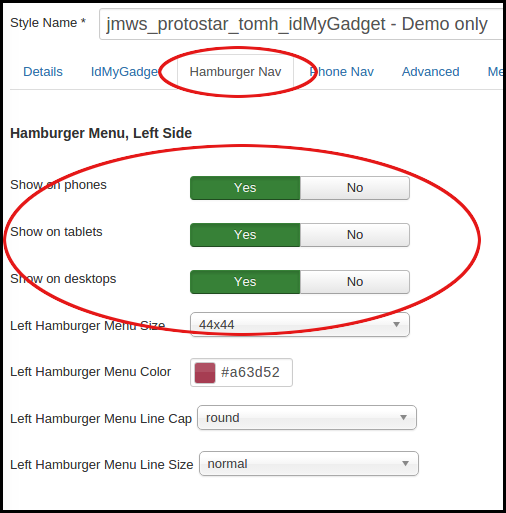 Style Name * jmws_protostar_tomh_idMyGadget - Demo only
Details IdMyGadge Hamburger Nav Phone Nav Advanced Me
Hamburger Menu, Left Side
Show on phones Yes No
Show on tablets Yes No
Show on desktops Yes No
Left Hamburger Menu Size 44x44
Left Hamburger Menu Color #a63d52
Left Hamburger Menu Line Cap round
Left Hamburger Menu Line Size normal